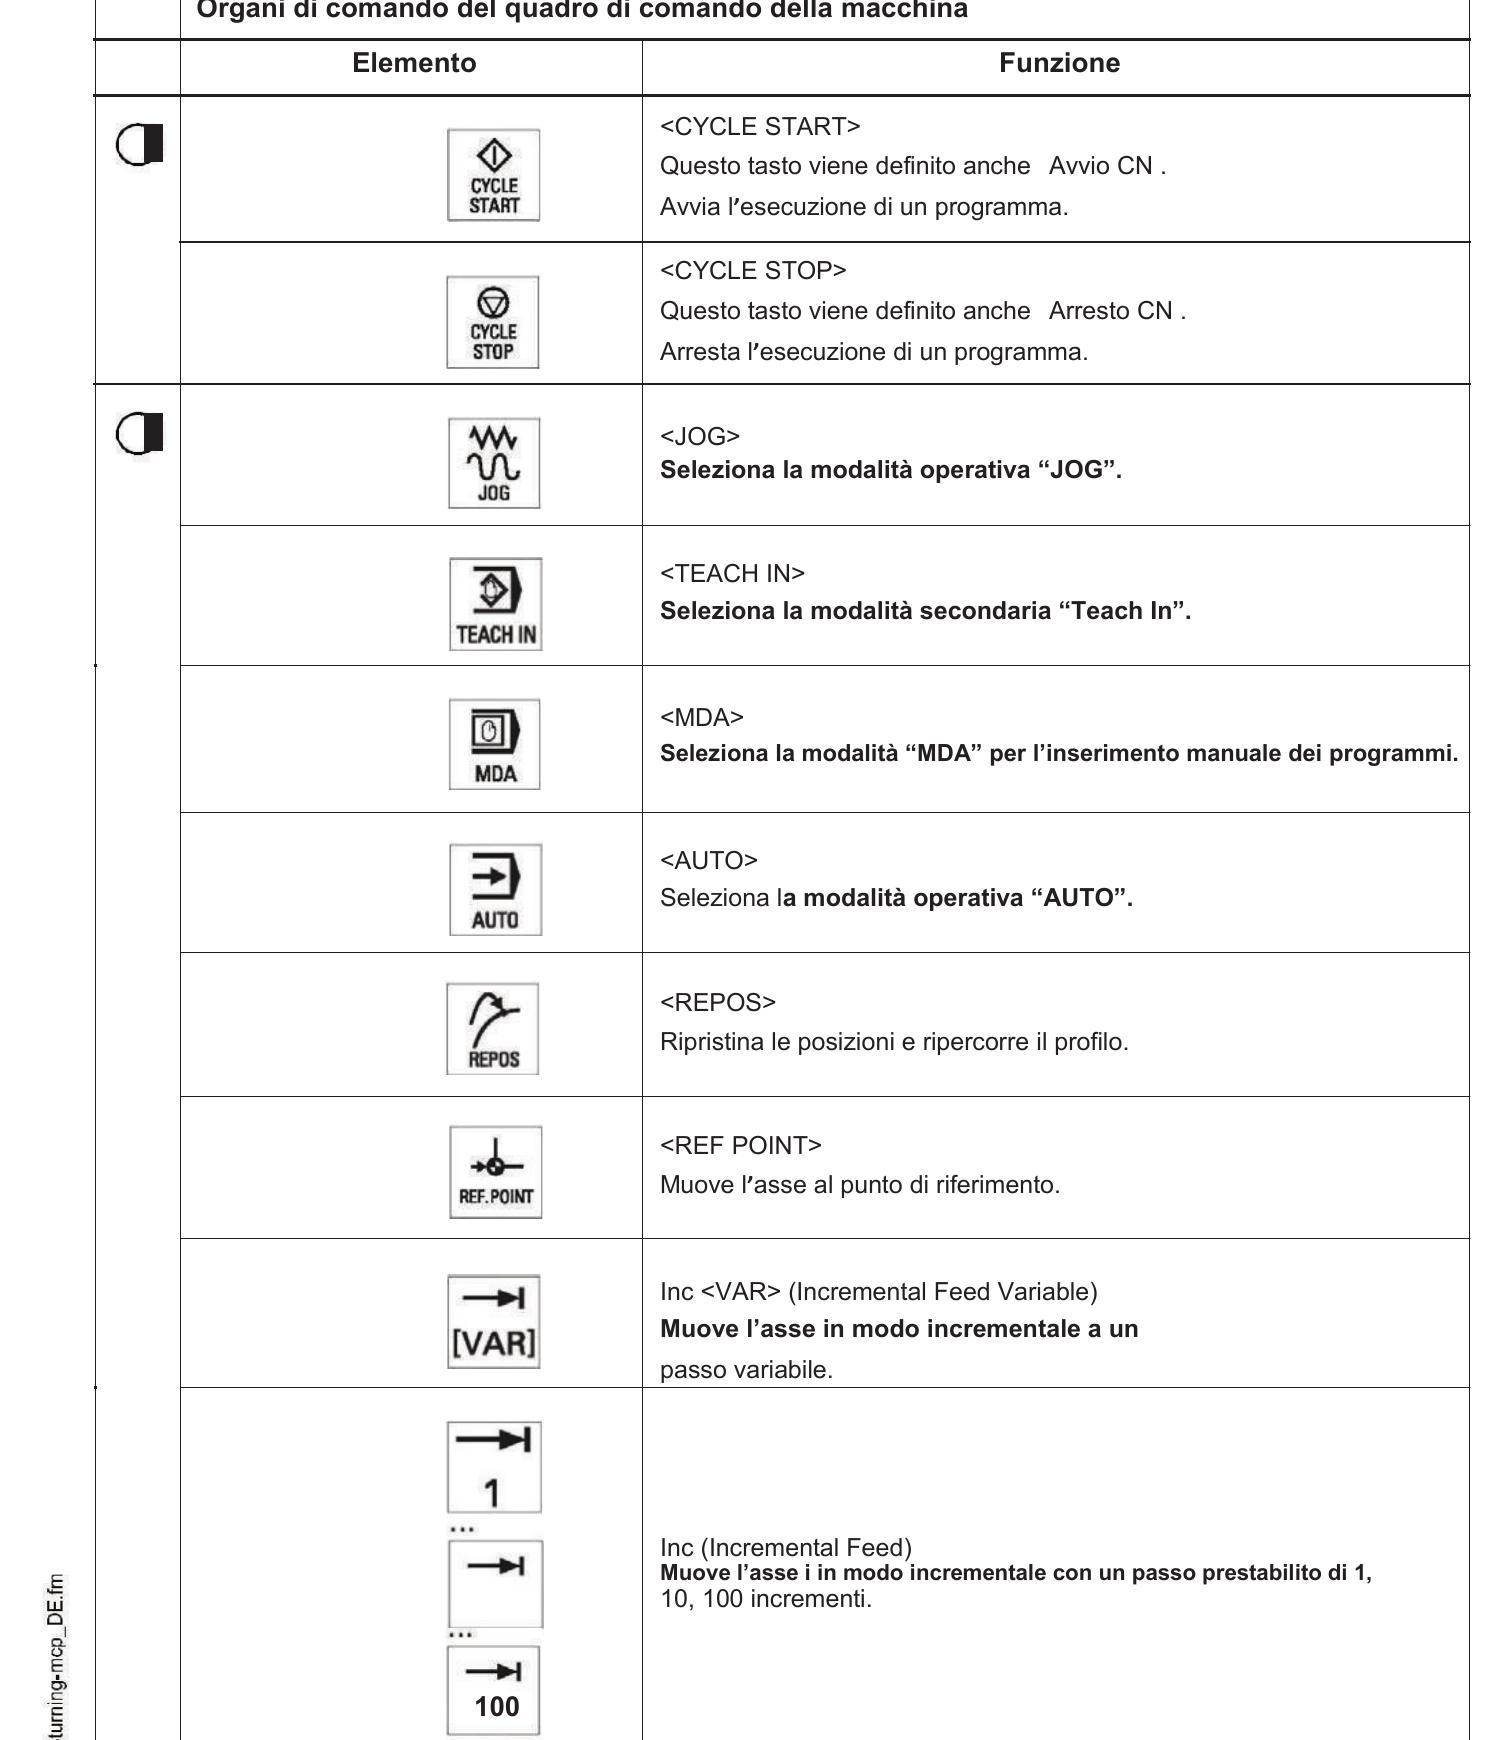 Organi di comando del quadro di comando della macchina
Elemento
Funzione
CYCLE
START
<CYCLE START>
Questo tasto viene definito anche Avvio CN .
Avvia l'esecuzione di un programma.
CYCLE
STOP
<CYCLE STOP>
Questo tasto viene definito anche Arresto CN .
Arresta l'esecuzione di un programma.
JOG
<JOG>
Seleziona la modalità operativa “JOG”.
TEACH IN
<TEACH IN>
Seleziona la modalità secondaria “Teach In”.
MDA
<MDA>
Seleziona la modalità “MDA” per l’inserimento manuale dei programmi.
AUTO
<AUTO>
Seleziona la modalità operativa “AUTO”.
REPOS
<REPOS>
Ripristina le posizioni e ripercorre il profilo.
REF.POINT
<REF POINT>
Muove l'asse al punto di riferimento.
[VAR]
Inc <VAR> (Incremental Feed Variable)
Muove l’asse in modo incrementale a un
passo variabile.
1
...
...
100
Inc (Incremental Feed)
Muove l’asse i in modo incrementale con un passo prestabilito di 1,
10, 100 incrementi.
turning-mcp_DE.fm